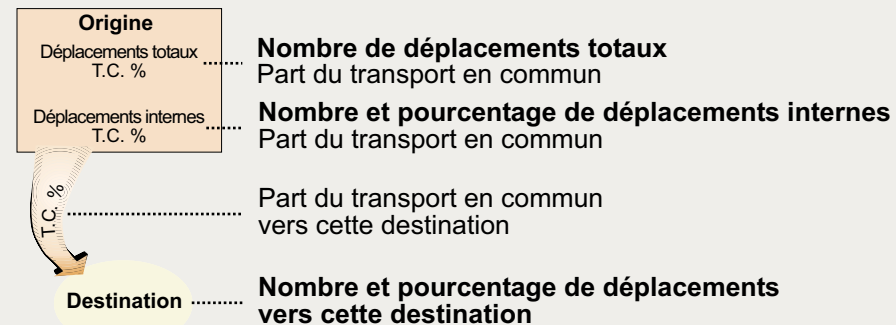 Origine
Déplacements totaux
T.C. %
Nombre de déplacements totaux
Part du transport en commun
Déplacements internes
T.C. %
Nombre et pourcentage de déplacements internes
Part du transport en commun
T.C. %
Part du transport en commun
vers cette destination
Destination
Nombre et pourcentage de déplacements
vers cette destination